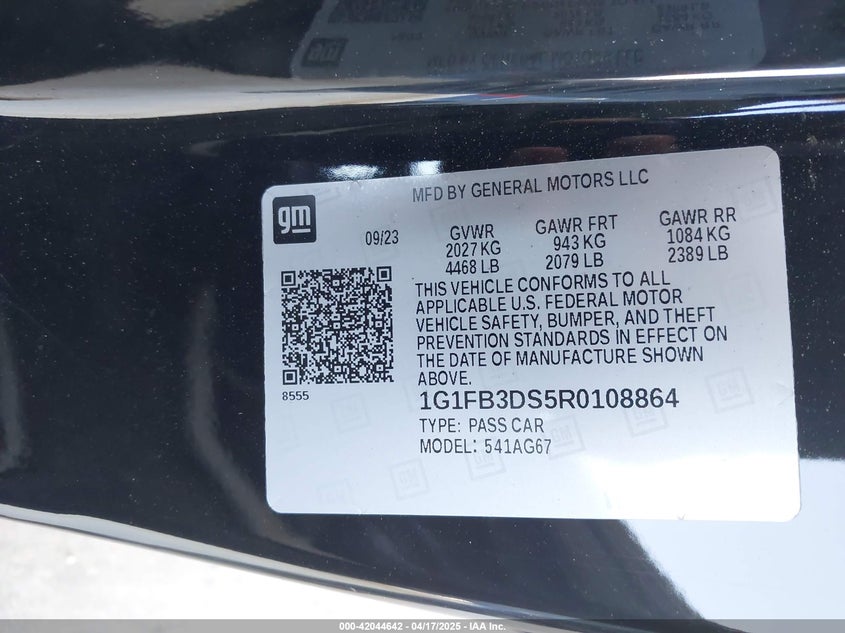 MFD BY GENERAL MOTORS LLC
gm
09/23
GVWR
2027 KG
4468 LB
GAWR FRT
943 KG
2079 LB
GAWR RR
1084 KG
2389 LB
THIS VEHICLE CONFORMS TO ALL
APPLICABLE U.S. FEDERAL MOTOR
VEHICLE SAFETY, BUMPER, AND THEFT
PREVENTION STANDARDS IN EFFECT ON
THE DATE OF MANUFACTURE SHOWN
ABOVE.
8555
1G1FB3DS5R0108864
TYPE: PASS CAR
MODEL: 541AG67
000-42044642 - 04/17/2025 - IAA Inc.